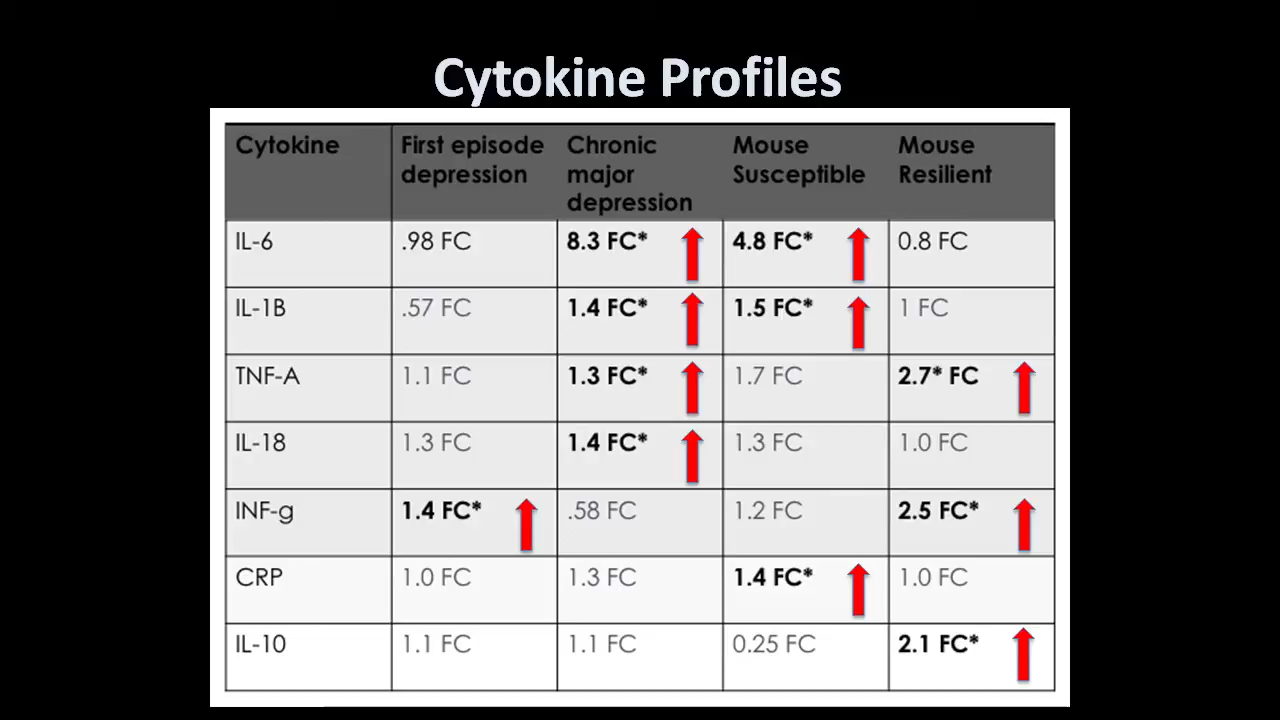 Cytokine Profiles
Cytokine
First episode
depression
Chronic
major
depression
Mouse
Susceptible
Mouse
Resilient
IL-6
.98 FC
8.3 FC*
4.8 FC*
0.8 FC
IL-1B
.57 FC
1.4 FC*
1.5 FC*
1 FC
TNF-A
1.1 FC
1.3 FC*
1.7 FC
2.7* FC
IL-18
1.3 FC
1.4 FC*
1.3 FC
1.0 FC
INF-g
1.4 FC*
.58 FC
1.2 FC
2.5 FC*
CRP
1.0 FC
1.3 FC
1.4 FC*
1.0 FC
IL-10
1.1 FC
1.1 FC
0.25 FC
2.1 FC*